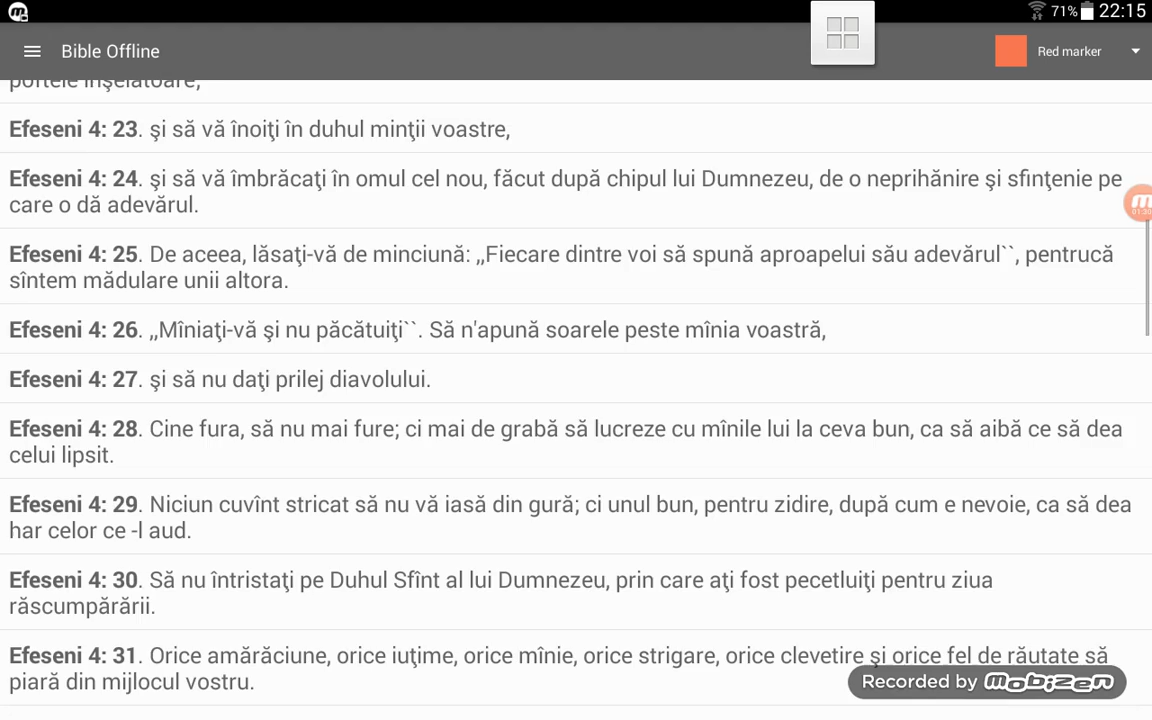 71% 22:15
Bible Offline
Red marker
poftele înşelătoare,
Efeseni 4: 23. şi să vă înoiţi în duhul minţii voastre,
Efeseni 4: 24. şi să vă îmbrăcaţi în omul cel nou, făcut după chipul lui Dumnezeu, de o neprihănire şi sfinţenie pe
care o dă adevărul.
01:30
Efeseni 4: 25. De aceea, lăsaţi-vă de minciună: ,,Fiecare dintre voi să spună aproapelui său adevărul``, pentrucă
sîntem mădulare unii altora.
Efeseni 4: 26. ,,Mîniaţi-vă şi nu păcătuiţi``. Să n'apună soarele peste mînia voastră,
Efeseni 4: 27. şi să nu daţi prilej diavolului.
Efeseni 4: 28. Cine fura, să nu mai fure; ci mai de grabă să lucreze cu mînile lui la ceva bun, ca să aibă ce să dea
celui lipsit.
Efeseni 4: 29. Niciun cuvînt stricat să nu vă iasă din gură; ci unul bun, pentru zidire, după cum e nevoie, ca să dea
har celor ce -l aud.
Efeseni 4: 30. Să nu întristaţi pe Duhul Sfînt al lui Dumnezeu, prin care aţi fost pecetluiţi pentru ziua
răscumpărării.
Efeseni 4: 31. Orice amărăciune, orice iuţime, orice mînie, orice strigare, orice clevetire şi orice fel de răutate să
piară din mijlocul vostru.
Recorded by mobizen